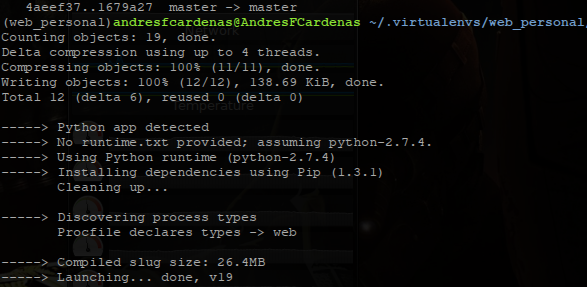 4aeef37..1679a27  master -> master
(web_personal)andresfcardenas@AndresFCardenas ~/.virtualenvs/web_personal/
Counting objects: 19, done.
Delta compression using up to 4 threads.
Compressing objects: 100% (11/11), done.
Writing objects: 100% (12/12), 138.69 KiB, done.
Total 12 (delta 6), reused 0 (delta 0)
Temperature
-----> Python app detected
-----> No runtime.txt provided; assuming python-2.7.4.
-----> Using Python runtime (python-2.7.4)
-----> Installing dependencies using Pip (1.3.1)
Cleaning up...
-----> Discovering process types
Procfile declares types -> web
-----> Compiled slug size: 26.4MB
-----> Launching... done, v19